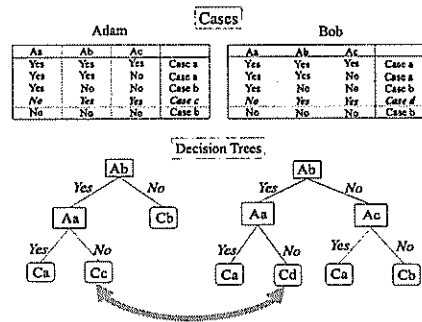 Cases
Adam Bob
Aa Ab Ac Aa Ab Ac
Yes Yes Yes Case a Yes Yes Yes Case a
Yes Yes No Case a Yes Yes No Case a
Yes No No Case b Yes No No Case b
No Yes Yes Case c No Yes Yes Case d
No No No Case b No No No Case b
Decision Trees
Ab Ab
Yes No Yes No
Aa Cb Aa Ac
Yes No Yes No Yes No
Ca Cc Ca Cd Ca Cb